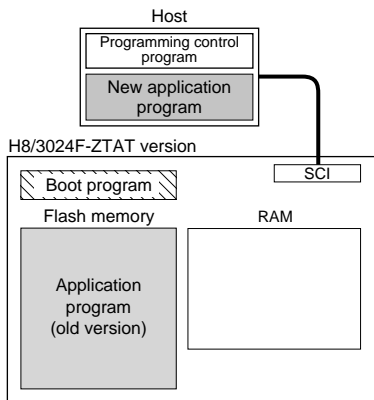 Host
Programming control
program
New application
program
H8/3024F-ZTAT version
SCI
Boot program
Flash memory
RAM
Application
program
(old version)